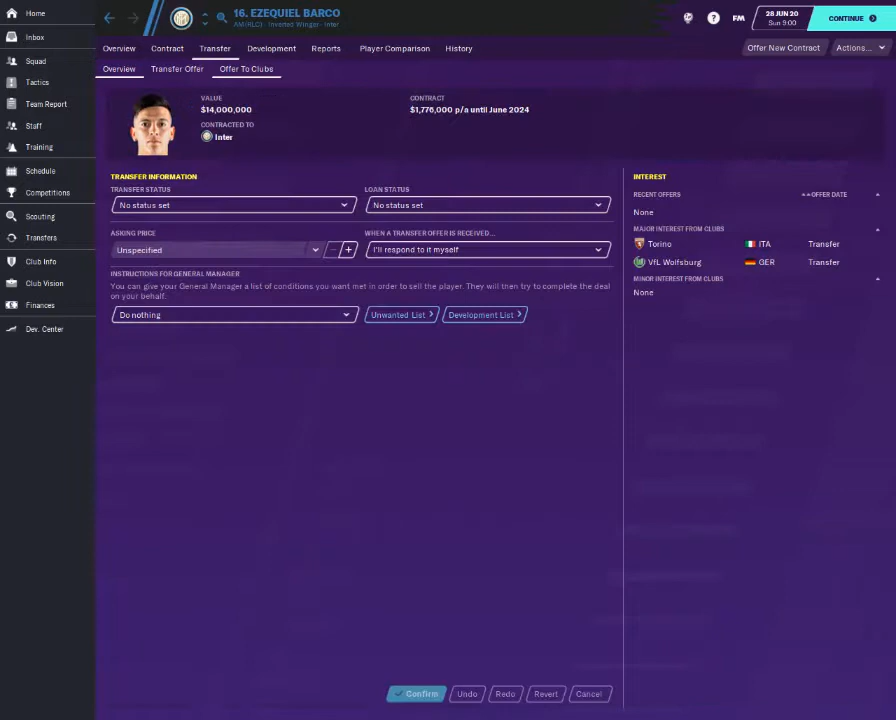 Home
Inbox
Squad
Tactics
Team Report
Staff
Training
Schedule
Competitions
Scouting
Transfers
Club Info
Club Vision
Finances
Dev. Center
16. EZEQUIEL BARCO
AM(RLC) - Inverted Winger - Inter
?
FM
28 JUN 20
Sun 9:00
CONTINUE
Overview Contract Transfer Development Reports Player Comparison History
Offer New Contract Actions...
Overview Transfer Offer Offer To Clubs
VALUE
$14,000,000
CONTRACTED TO
Inter
CONTRACT
$1,776,000 p/a until June 2024
TRANSFER INFORMATION
TRANSFER STATUS
No status set
LOAN STATUS
No status set
ASKING PRICE
Unspecified
WHEN A TRANSFER OFFER IS RECEIVED...
I'll respond to it myself
INSTRUCTIONS FOR GENERAL MANAGER
You can give your General Manager a list of conditions you want met in order to sell the player. They will then try to complete the deal
on your behalf.
Do nothing
Unwanted List
Development List
INTEREST
RECENT OFFERS OFFER DATE
None
MAJOR INTEREST FROM CLUBS
Torino ITA Transfer
VfL Wolfsburg GER Transfer
MINOR INTEREST FROM CLUBS
None
Confirm Undo Redo Revert Cancel